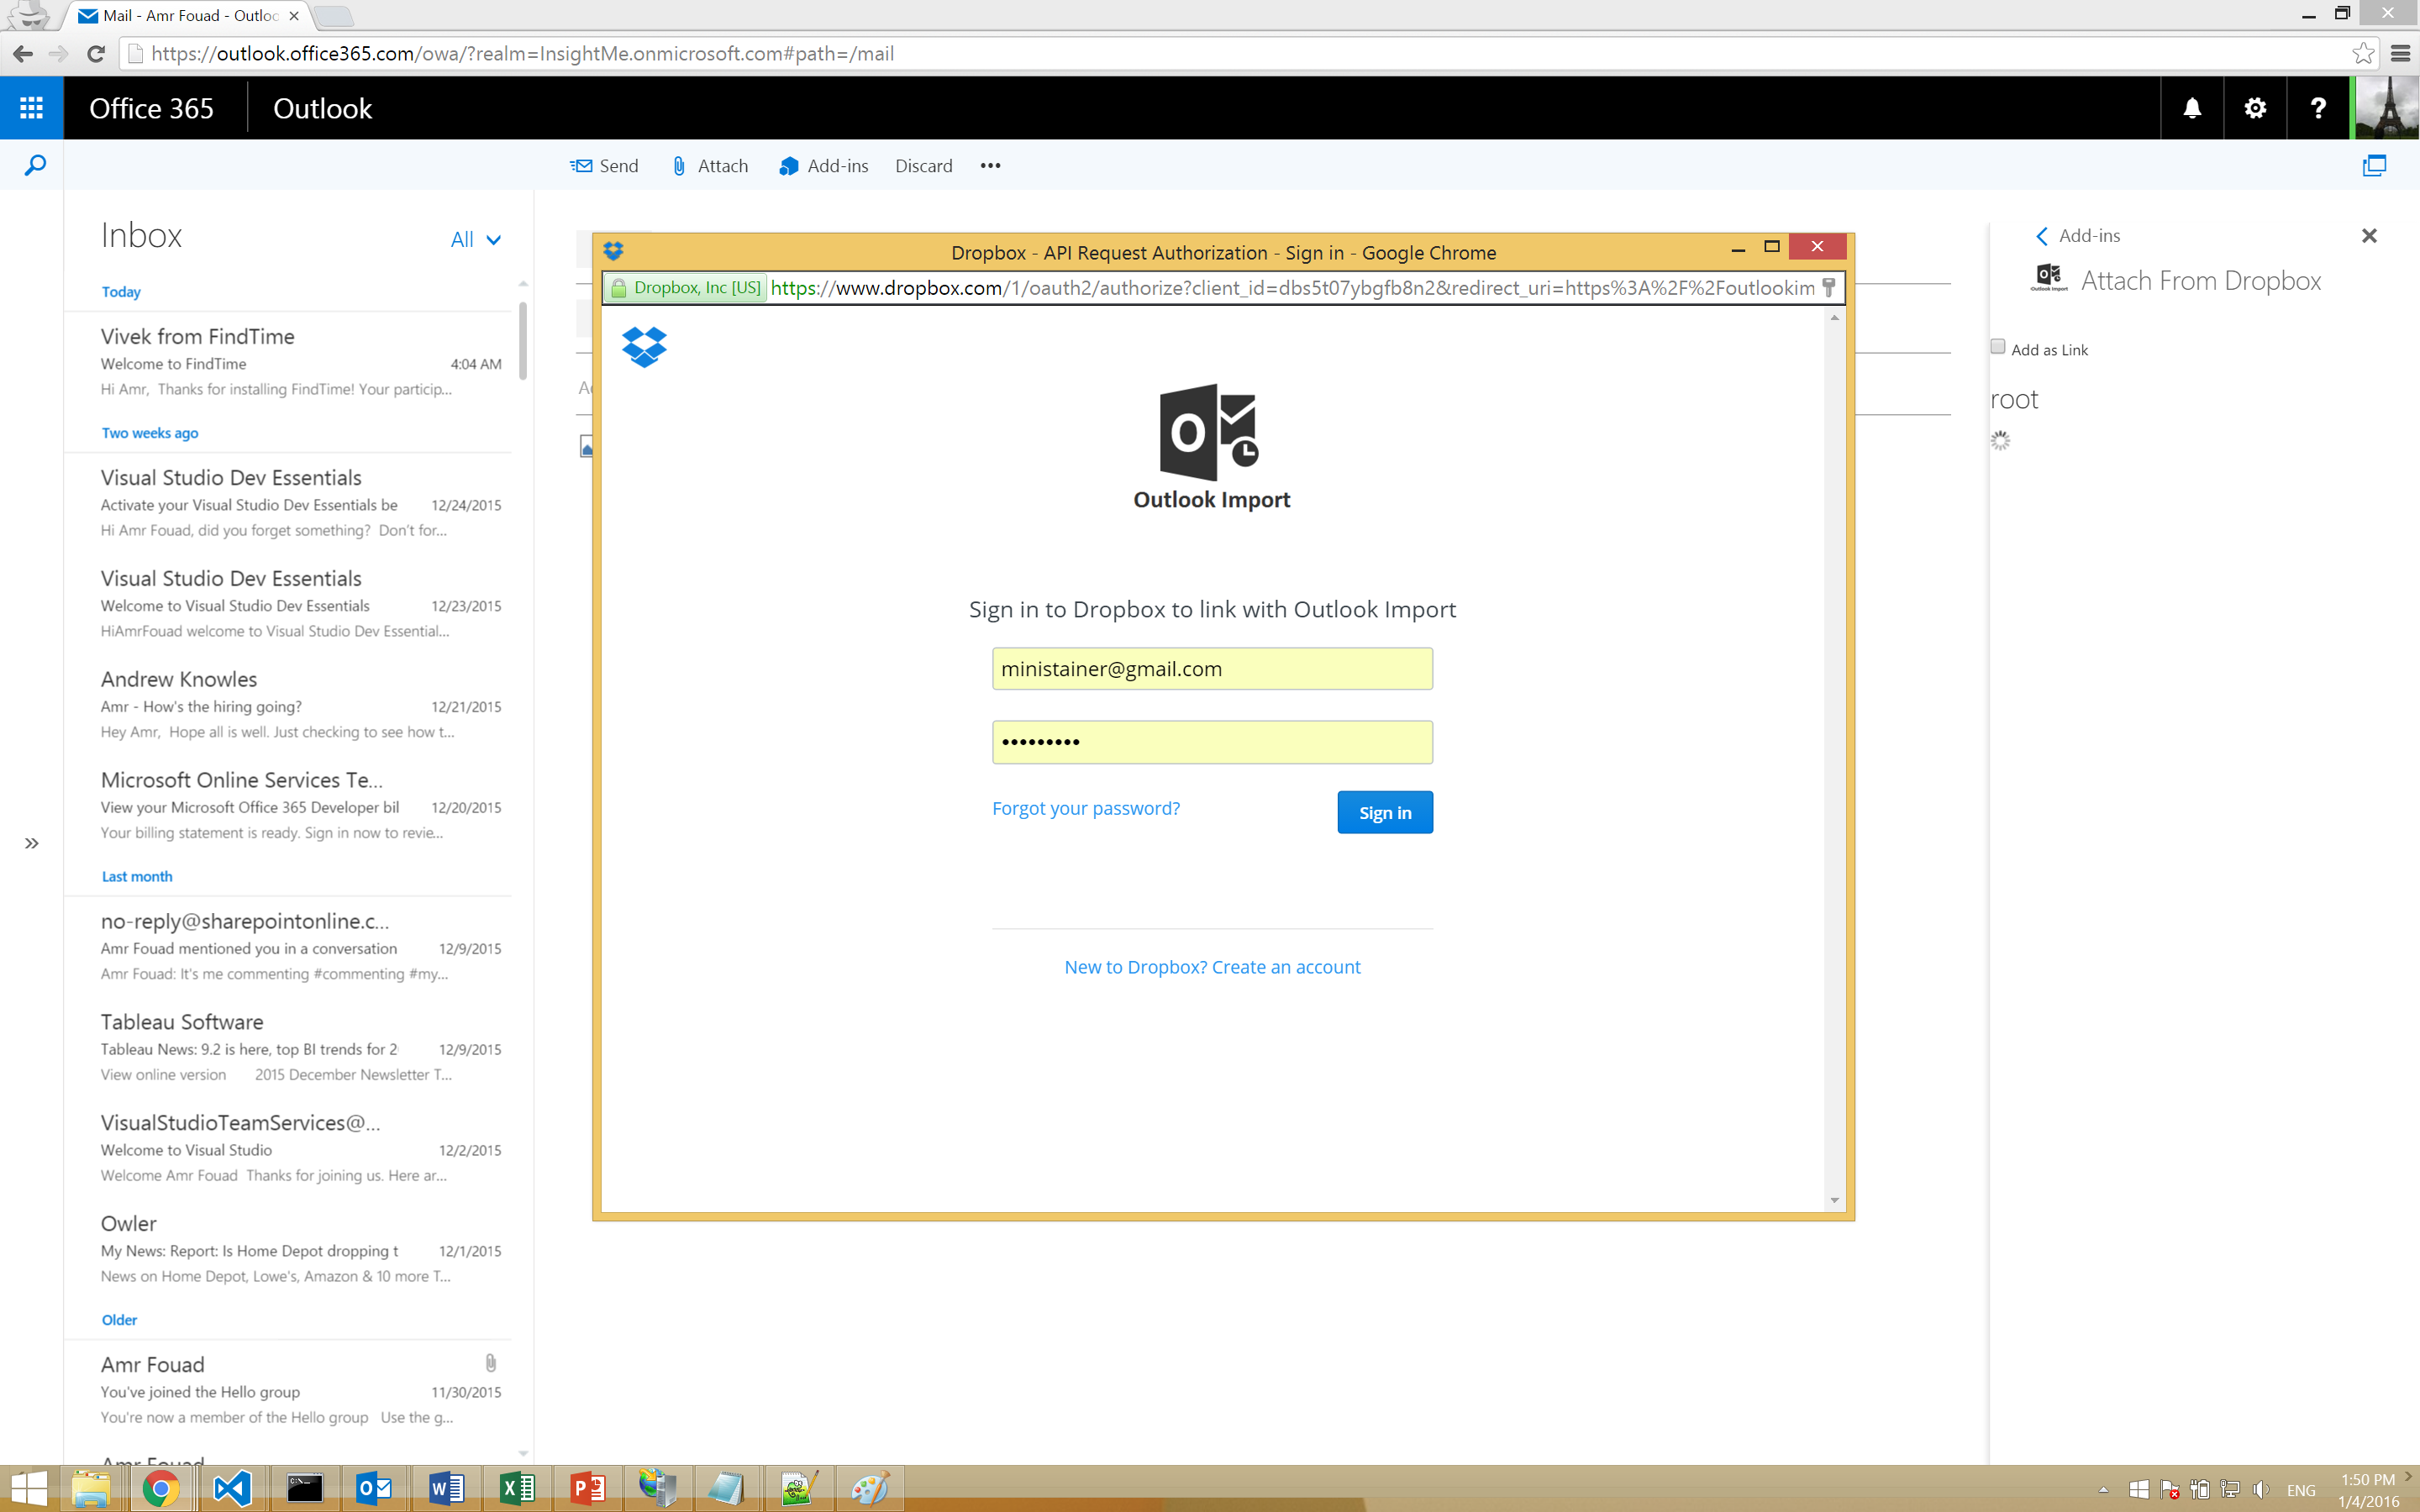 Mail - Amr Fouad - Outloc
https://outlook.office365.com/owa/?realm=InsightMe.onmicrosoft.com#path=/mail
Office 365
Outlook
?
Send
Attach
Add-ins
Discard
•••
Inbox
All
Today
Vivek from FindTime
Welcome to FindTime 4:04 AM
Hi Amr, Thanks for installing FindTime! Your particip...
Two weeks ago
Visual Studio Dev Essentials
Activate your Visual Studio Dev Essentials be 12/24/2015
Hi Amr Fouad, did you forget something? Don't for...
Visual Studio Dev Essentials
Welcome to Visual Studio Dev Essentials 12/23/2015
HiAmrFouad welcome to Visual Studio Dev Essential...
Andrew Knowles
Amr - How's the hiring going? 12/21/2015
Hey Amr, Hope all is well. Just checking to see how t...
Microsoft Online Services Te...
View your Microsoft Office 365 Developer bil 12/20/2015
Your billing statement is ready. Sign in now to revie...
Last month
no-reply@sharepointonline.c...
Amr Fouad mentioned you in a conversation 12/9/2015
Amr Fouad: It's me commenting #commenting #my...
Tableau Software
Tableau News: 9.2 is here, top BI trends for 2 12/9/2015
View online version 2015 December Newsletter T...
VisualStudioTeamServices@...
Welcome to Visual Studio 12/2/2015
Welcome Amr Fouad Thanks for joining us. Here ar...
Owler
My News: Report: Is Home Depot dropping t 12/1/2015
News on Home Depot, Lowe's, Amazon & 10 more T...
Older
Amr Fouad
You've joined the Hello group 11/30/2015
You're now a member of the Hello group Use the g...
Amr Fouad
Dropbox - API Request Authorization - Sign in - Google Chrome
Dropbox, Inc [US] https://www.dropbox.com/1/oauth2/authorize?client_id=dbs5t07ybgfb8n2&redirect_uri=https%3A%2F%2Foutlookim
Outlook Import
Sign in to Dropbox to link with Outlook Import
ministainer@gmail.com
•••••••••
Forgot your password?
Sign in
New to Dropbox? Create an account
Add-ins
Outlook Import
Attach From Dropbox
Add as Link
root
ENG
1:50 PM
1/4/2016